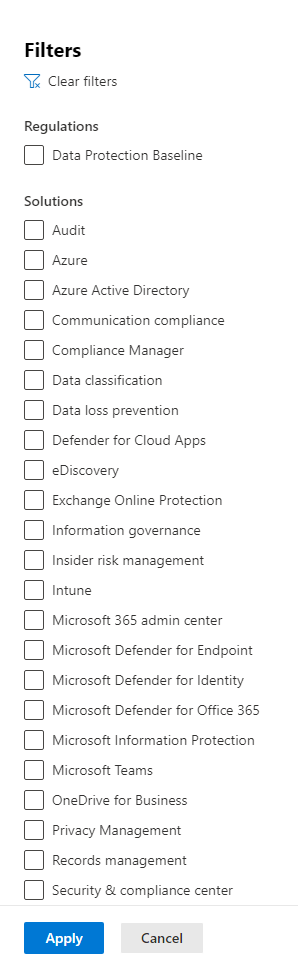 Filters
Clear filters
Regulations
Data Protection Baseline
Solutions
Audit
Azure
Azure Active Directory
Communication compliance
Compliance Manager
Data classification
Data loss prevention
Defender for Cloud Apps
eDiscovery
Exchange Online Protection
Information governance
Insider risk management
Intune
Microsoft 365 admin center
Microsoft Defender for Endpoint
Microsoft Defender for Identity
Microsoft Defender for Office 365
Microsoft Information Protection
Microsoft Teams
OneDrive for Business
Privacy Management
Records management
Security & compliance center
Apply Cancel